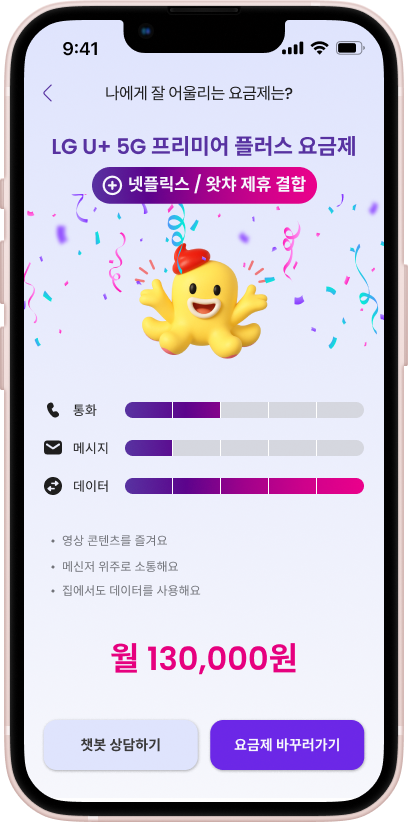 9:41
나에게 잘 어울리는 요금제는?
LG U+ 5G 프리미어 플러스 요금제
넷플릭스 / 왓챠 제휴 결합
통화
메시지
데이터
• 영상 콘텐츠를 즐겨요
• 메신저 위주로 소통해요
• 집에서도 데이터를 사용해요
월 130,000원
챗봇 상담하기
요금제 바꾸러가기